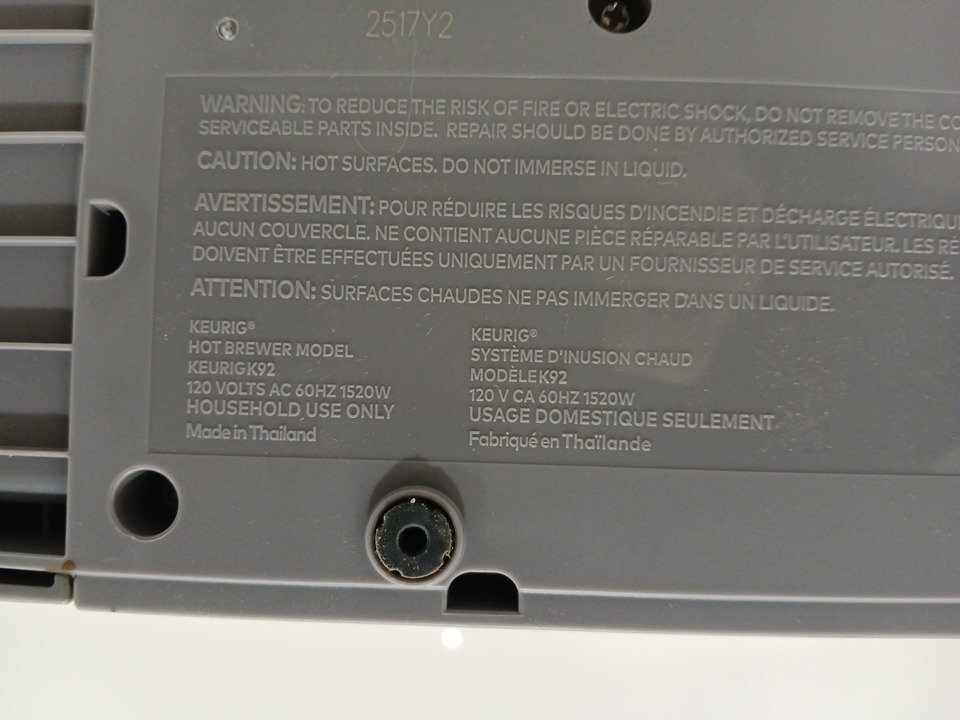 2517Y2
WARNING: TO REDUCE THE RISK OF FIRE OR ELECTRIC SHOCK, DO NOT REMOVE THE
SERVICEABLE PARTS INSIDE. REPAIR SHOULD BE DONE BY AUTHORIZED SERVICE
CAUTION: HOT SURFACES. DO NOT IMMERSE IN LIQUID.
AVERTISSEMENT: POUR RÉDUIRE LES RISQUES D'INCENDIE ET DÉCHARGE
AUCUN COUVERCLE. NE CONTIENT AUCUNE PIÈCE RÉPARABLE PAR L'UTILISATEUR. LES
DOIVENT ÊTRE EFFECTUÉES UNIQUEMENT PAR UN FOURNISSEUR DE SERVICE AUTORISÉ.
ATTENTION: SURFACES CHAUDES NE PAS IMMERGER DANS UN LIQUIDE.
KEURIG®
HOT BREWER MODEL
KEURIG K92
120 VOLTS AC 60HZ 1520W
HOUSEHOLD USE ONLY
Made in Thailand
KEURIG®
SYSTÈME D'INUSION CHAUD
MODÈLE K92
120 V CA 60HZ 1520W
USAGE DOMESTIQUE SEULEMENT
Fabriqué en Thaïlande